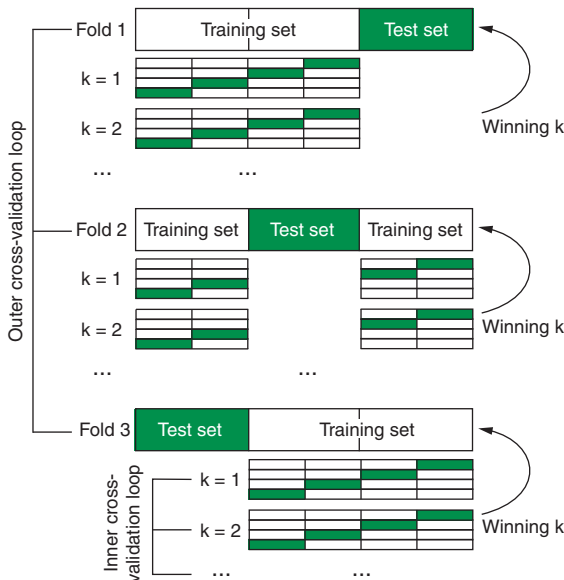 Fold 1
Training set
Test set
k = 1
k = 2
Winning k
... ...
Outer cross-validation loop
Fold 2
Training set
Test set
Training set
k = 1
k = 2
Winning k
... ...
Fold 3
Test set
Training set
Inner cross-
validation loop
k = 1
k = 2
Winning k
... ...